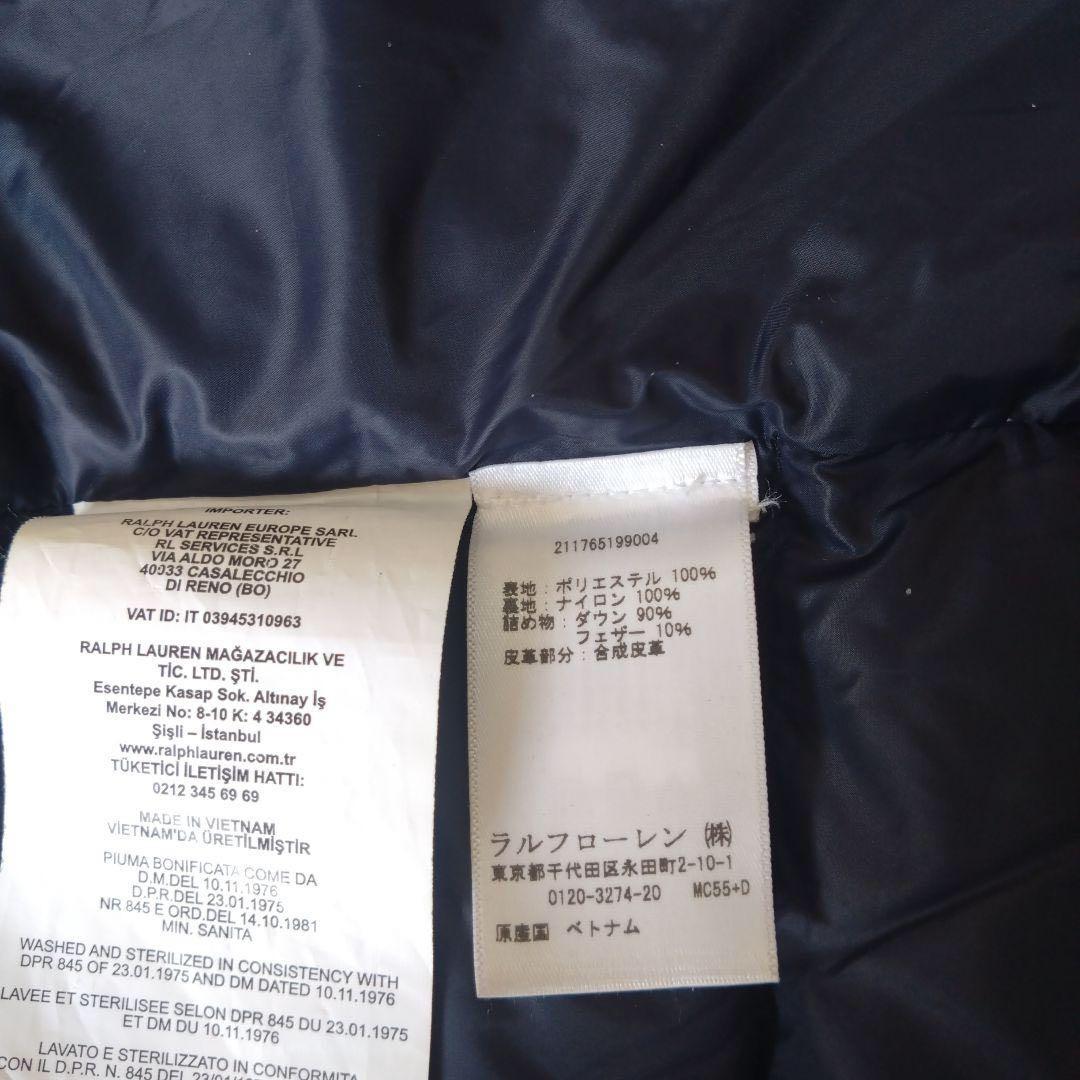 IMPORTER:
RALPH LAUREN EUROPE SARL
C/O VAT REPRESENTATIVE
RL SERVICES S.R.L
VIA ALDO MORO 27
40033 CASALECCHIO
DI RENO (BO)
VAT ID: IT 03945310963
RALPH LAUREN MAĞAZACILIK VE
TİC. LTD. ŞTİ.
Esentepe Kasap Sok. Altınay İş
Merkezi No: 8-10 K: 4 34360
Şişli – İstanbul
www.ralphlauren.com.tr
TÜKETİCİ İLETİŞİM HATTI:
0212 345 69 69
MADE IN VIETNAM
VIETNAM'DA ÜRETİLMİŞTİR
PIUMA BONIFICATA COME DA
D.M.DEL 10.11.1976
D.P.R.DEL 23.01.1975
NR 845 E ORD.DEL 14.10.1981
MIN. SANITA
WASHED AND STERILIZED IN CONSISTENCY WITH
DPR 845 OF 23.01.1975 AND DM DATED 10.11.1976
LAVEE ET STERILISEE SELON DPR 845 DU 23.01.1975
ET DM DU 10.11.1976
LAVATO E STERILIZZATO IN CONFORMITA
CON IL D.P.R. N. 845 DEL
211765199004
表地：ポリエステル 100%
裏地：ナイロン 100%
詰め物：ダウン 90%
フェザー 10%
皮革部分：合成皮革
ラルフローレン ㈱
東京都千代田区永田町2-10-1
0120-3274-20 MC55+D
原産国 ベトナム